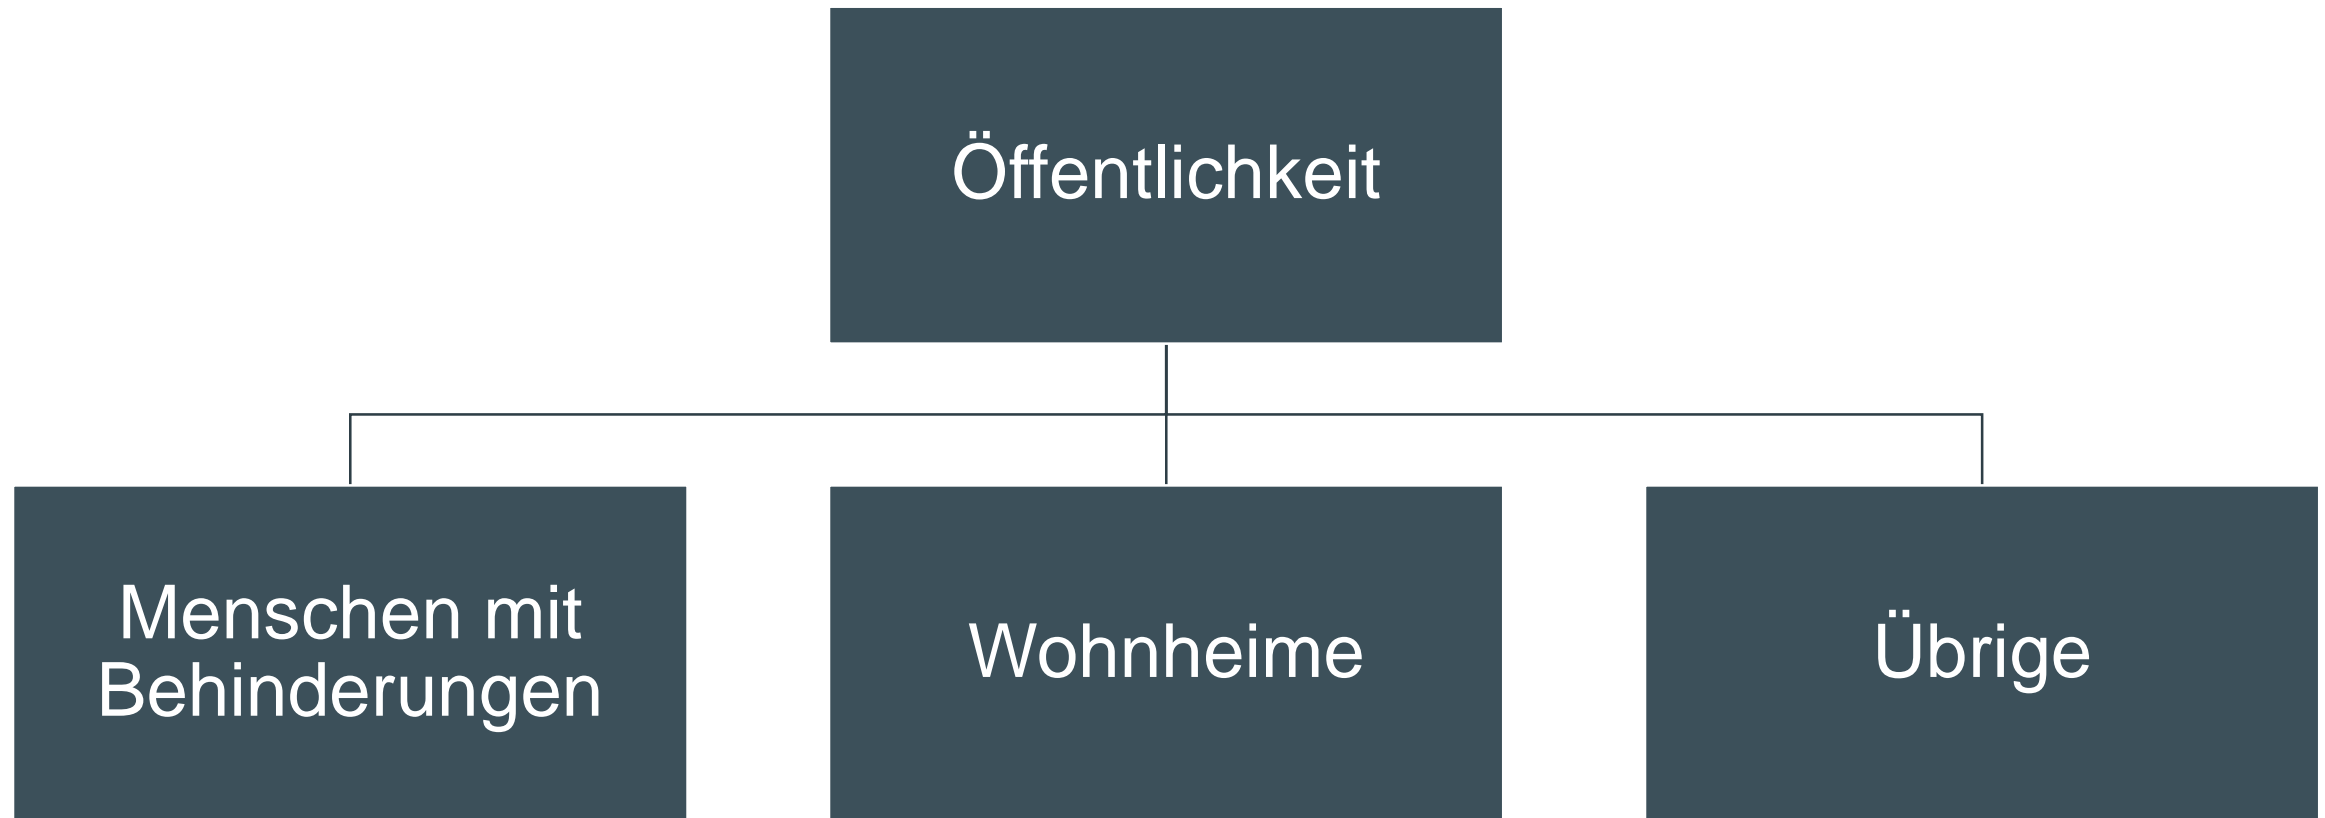 Öffentlichkeit
Menschen mit
Behinderungen
Wohnheime
Übrige